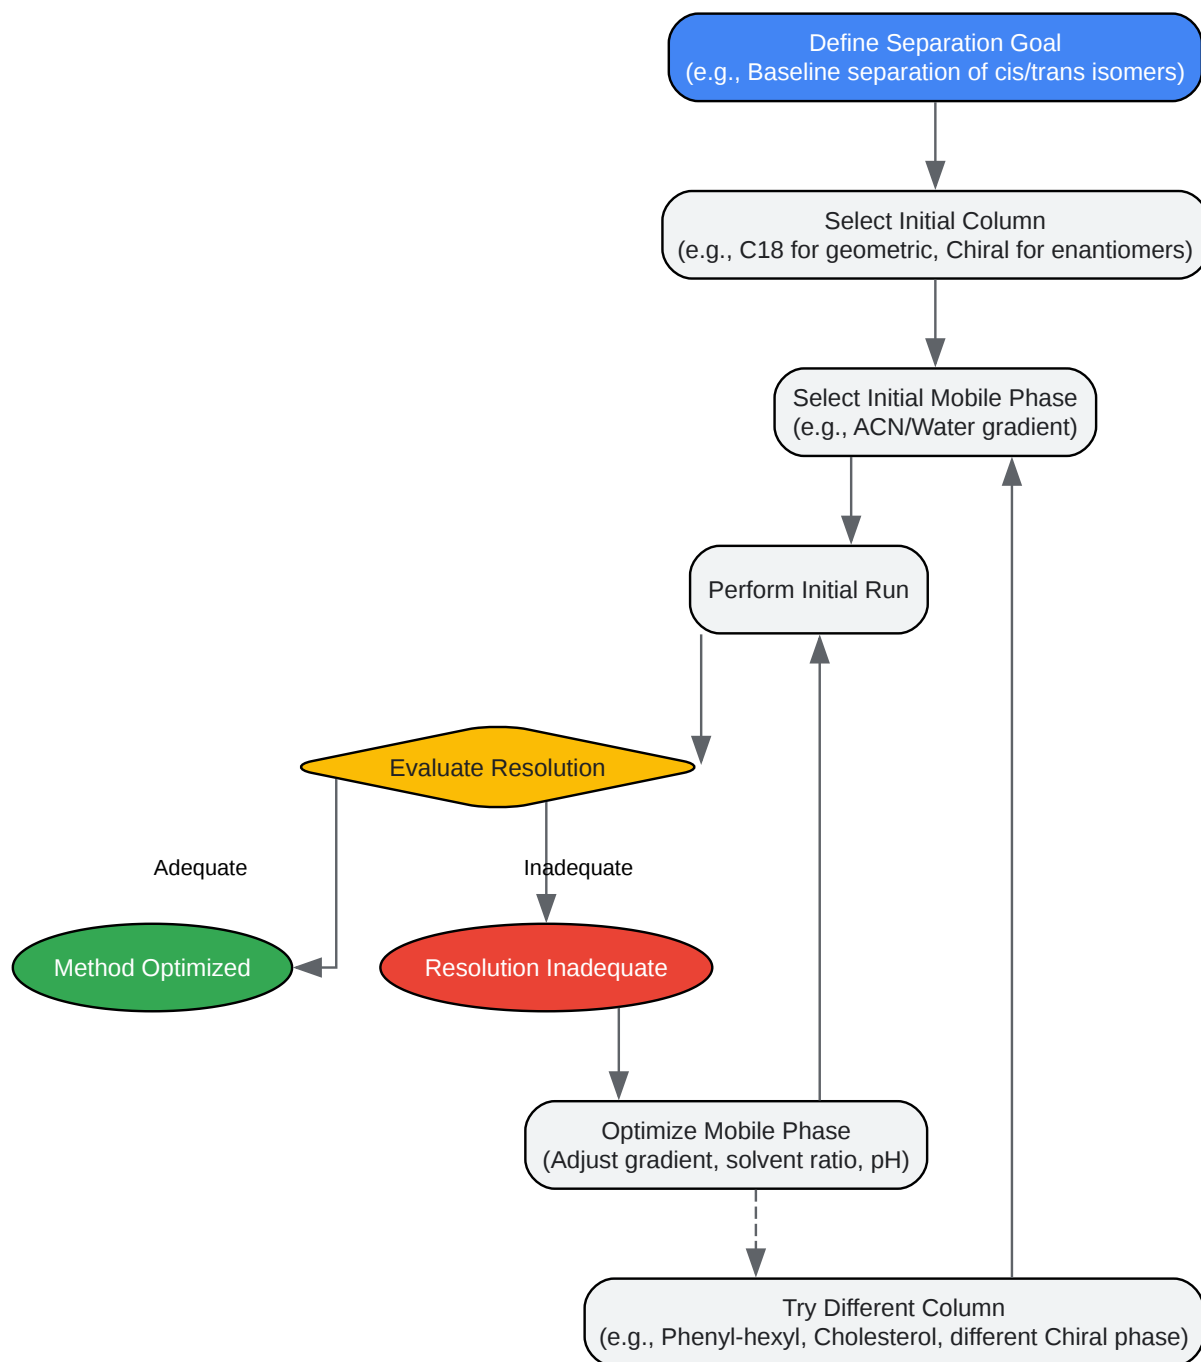 Define Separation Goal
(e.g., Baseline separation of cis/trans isomers)
Select Initial Column
(e.g., C18 for geometric, Chiral for enantiomers)
Select Initial Mobile Phase
(e.g., ACN/Water gradient)
Perform Initial Run
Evaluate Resolution
Adequate
Inadequate
Method Optimized
Resolution Inadequate
Optimize Mobile Phase
(Adjust gradient, solvent ratio, pH)
Try Different Column
(e.g., Phenyl-hexyl, Cholesterol, different Chiral phase)